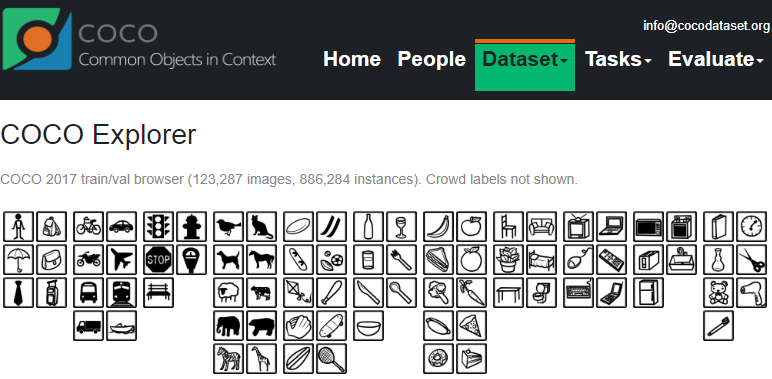 info@cocodataset.org
COCO
Common Objects in Context
Home People Dataset Tasks Evaluate
COCO Explorer
COCO 2017 train/val browser (123,287 images, 886,284 instances). Crowd labels not shown.
STOP